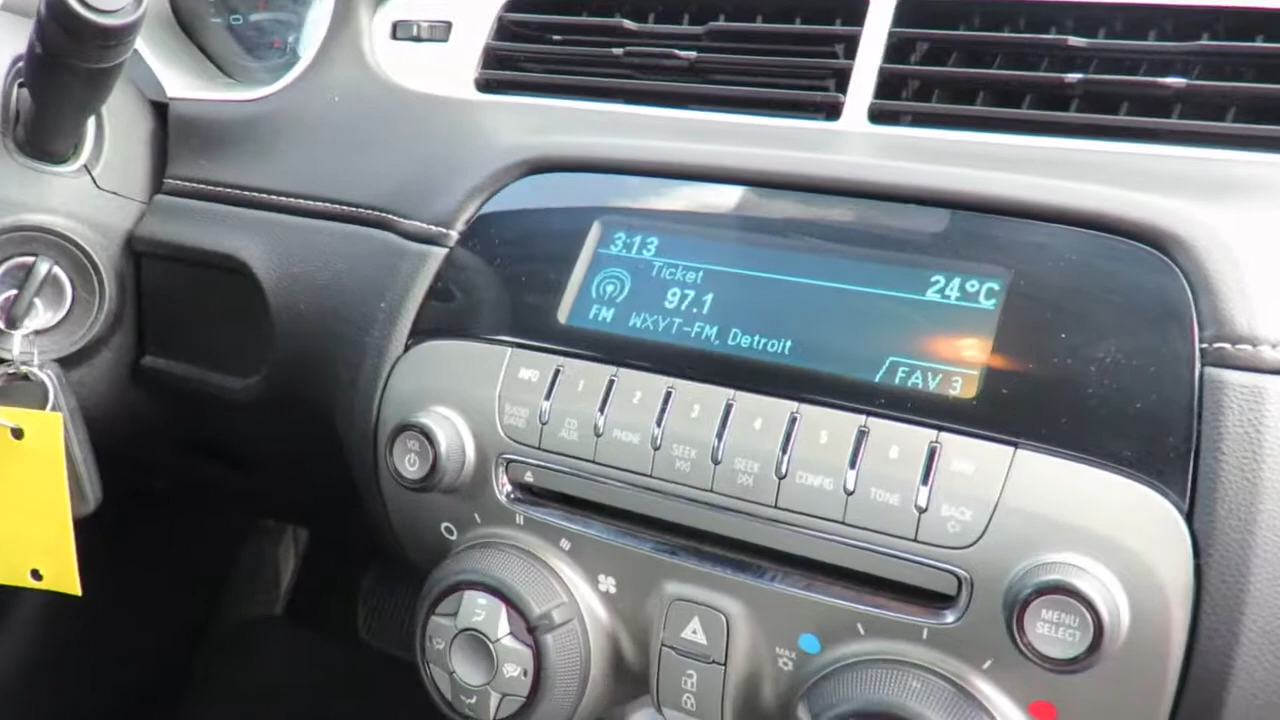 3:13
24°C
Ticket
97.1
FM
WXYT-FM, Detroit
FAV 3
INFO
1
2
3
4
5
6
RADIO BAND
CD AUX
PHONE
SEEK
SEEK
CONFIG
TONE
BACK
VOL
MENU
SELECT
MAX